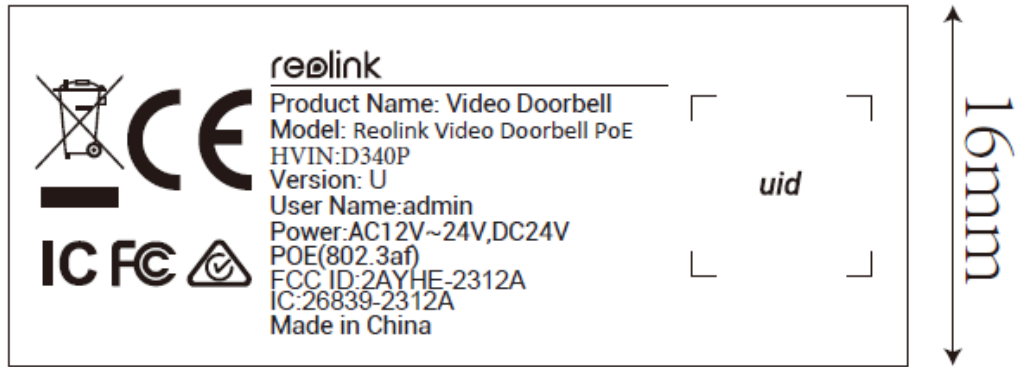 reolink
Product Name: Video Doorbell
Model: Reolink Video Doorbell PoE
HVIN:D340P
Version: U
User Name:admin
Power:AC12V~24V,DC24V
POE(802.3af)
FCC ID:2AYHE-2312A
IC:26839-2312A
Made in China
CE
IC FC
uid
16mm